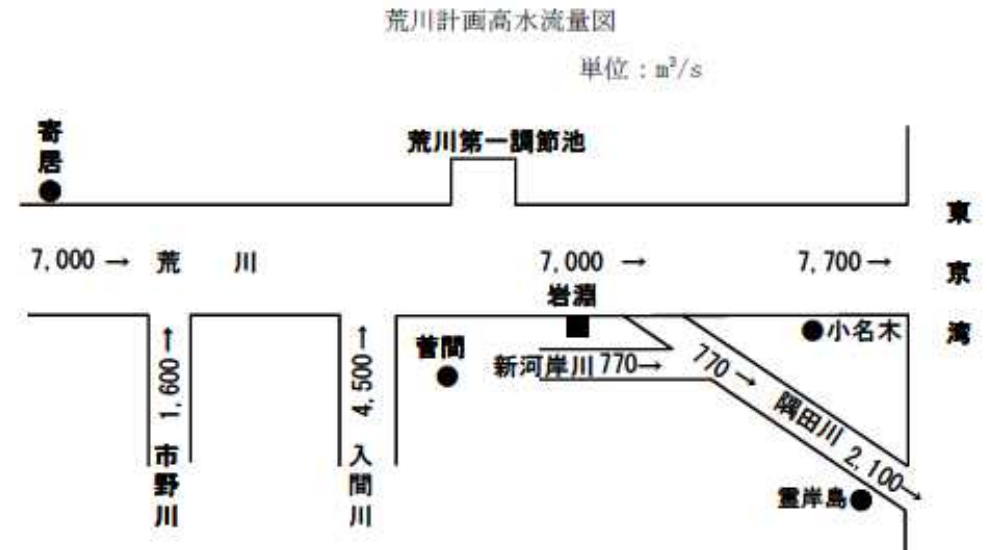 荒川計画高水流量図
単位：m³/s
寄居
荒川第一調節池
東京湾
7,000 → 荒川
7,000 →
7,700→
岩淵
小名木
菅間
新河岸川 770→
770→
隅田川 2,100→
1,600→
市野川
4,500→
入間川
霊岸島